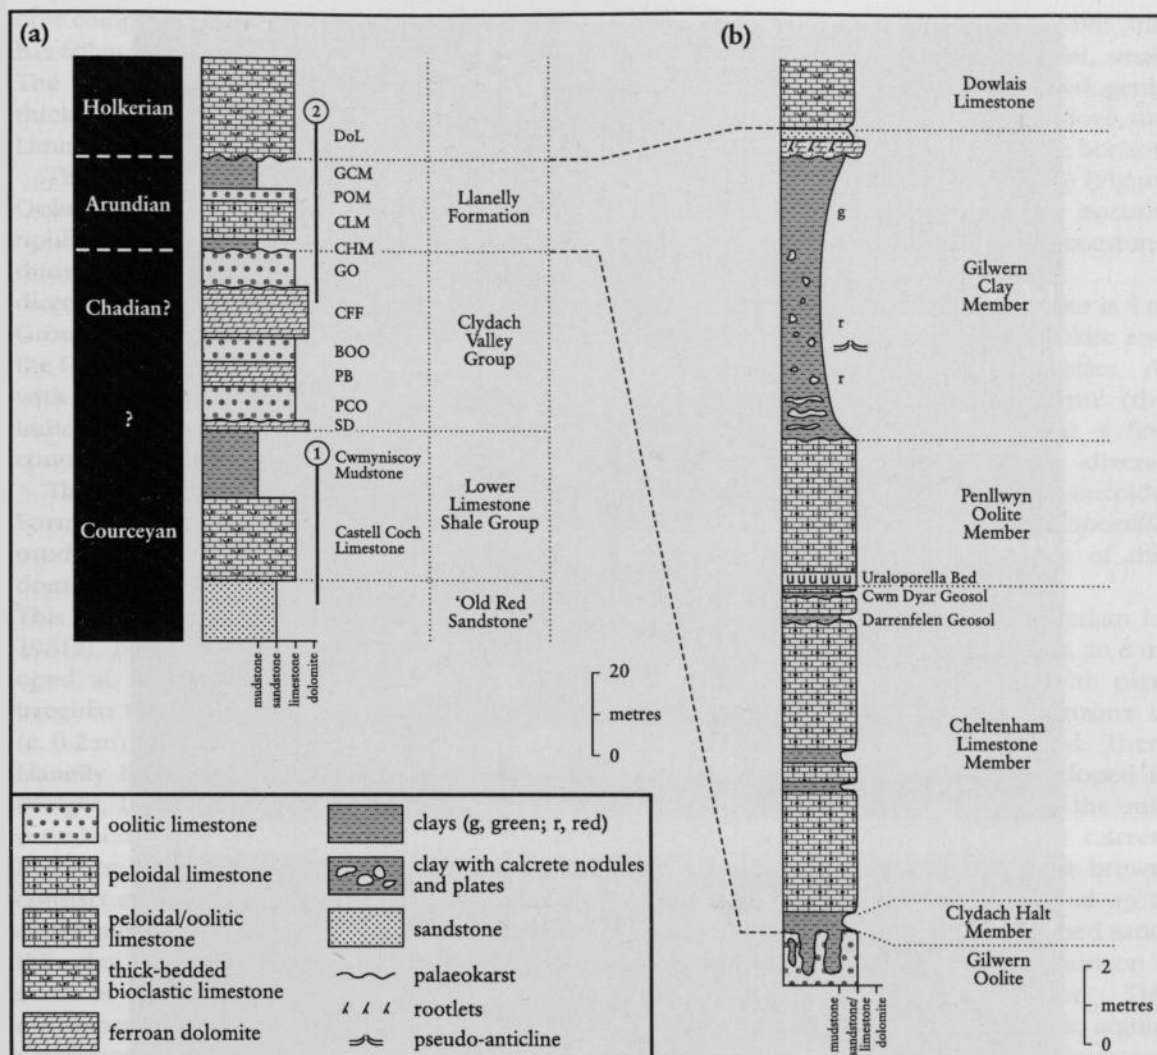 (a)
Holkerian
Arundian
Chadian?
?
Courceyan
2
DoL
GCM
POM
CLM
CHM
GO
CFF
BOO
PB
PCO
SD
1
Cwmyniscoy
Mudstone
Castell Coch
Limestone
Llanelly
Formation
Clydach
Valley
Group
Lower
Limestone
Shale Group
'Old Red
Sandstone'
mudstone
sandstone
limestone
dolomite
20
metres
0
(b)
Dowlais
Limestone
g
r
r
Gilwern
Clay
Member
Penllwyn
Oolite
Member
Uraloporella Bed
Cwm Dyar Geosol
Darrenfelen Geosol
Cheltenham
Limestone
Member
Clydach Halt
Member
Gilwern
Oolite
mudstone
sandstone/
limestone
dolomite
2
metres
0
oolitic limestone
peloidal limestone
peloidal/oolitic
limestone
thick-bedded
bioclastic limestone
ferroan dolomite
clays (g, green; r, red)
clay with calcrete nodules
and plates
sandstone
palaeokarst
rootlets
pseudo-anticline